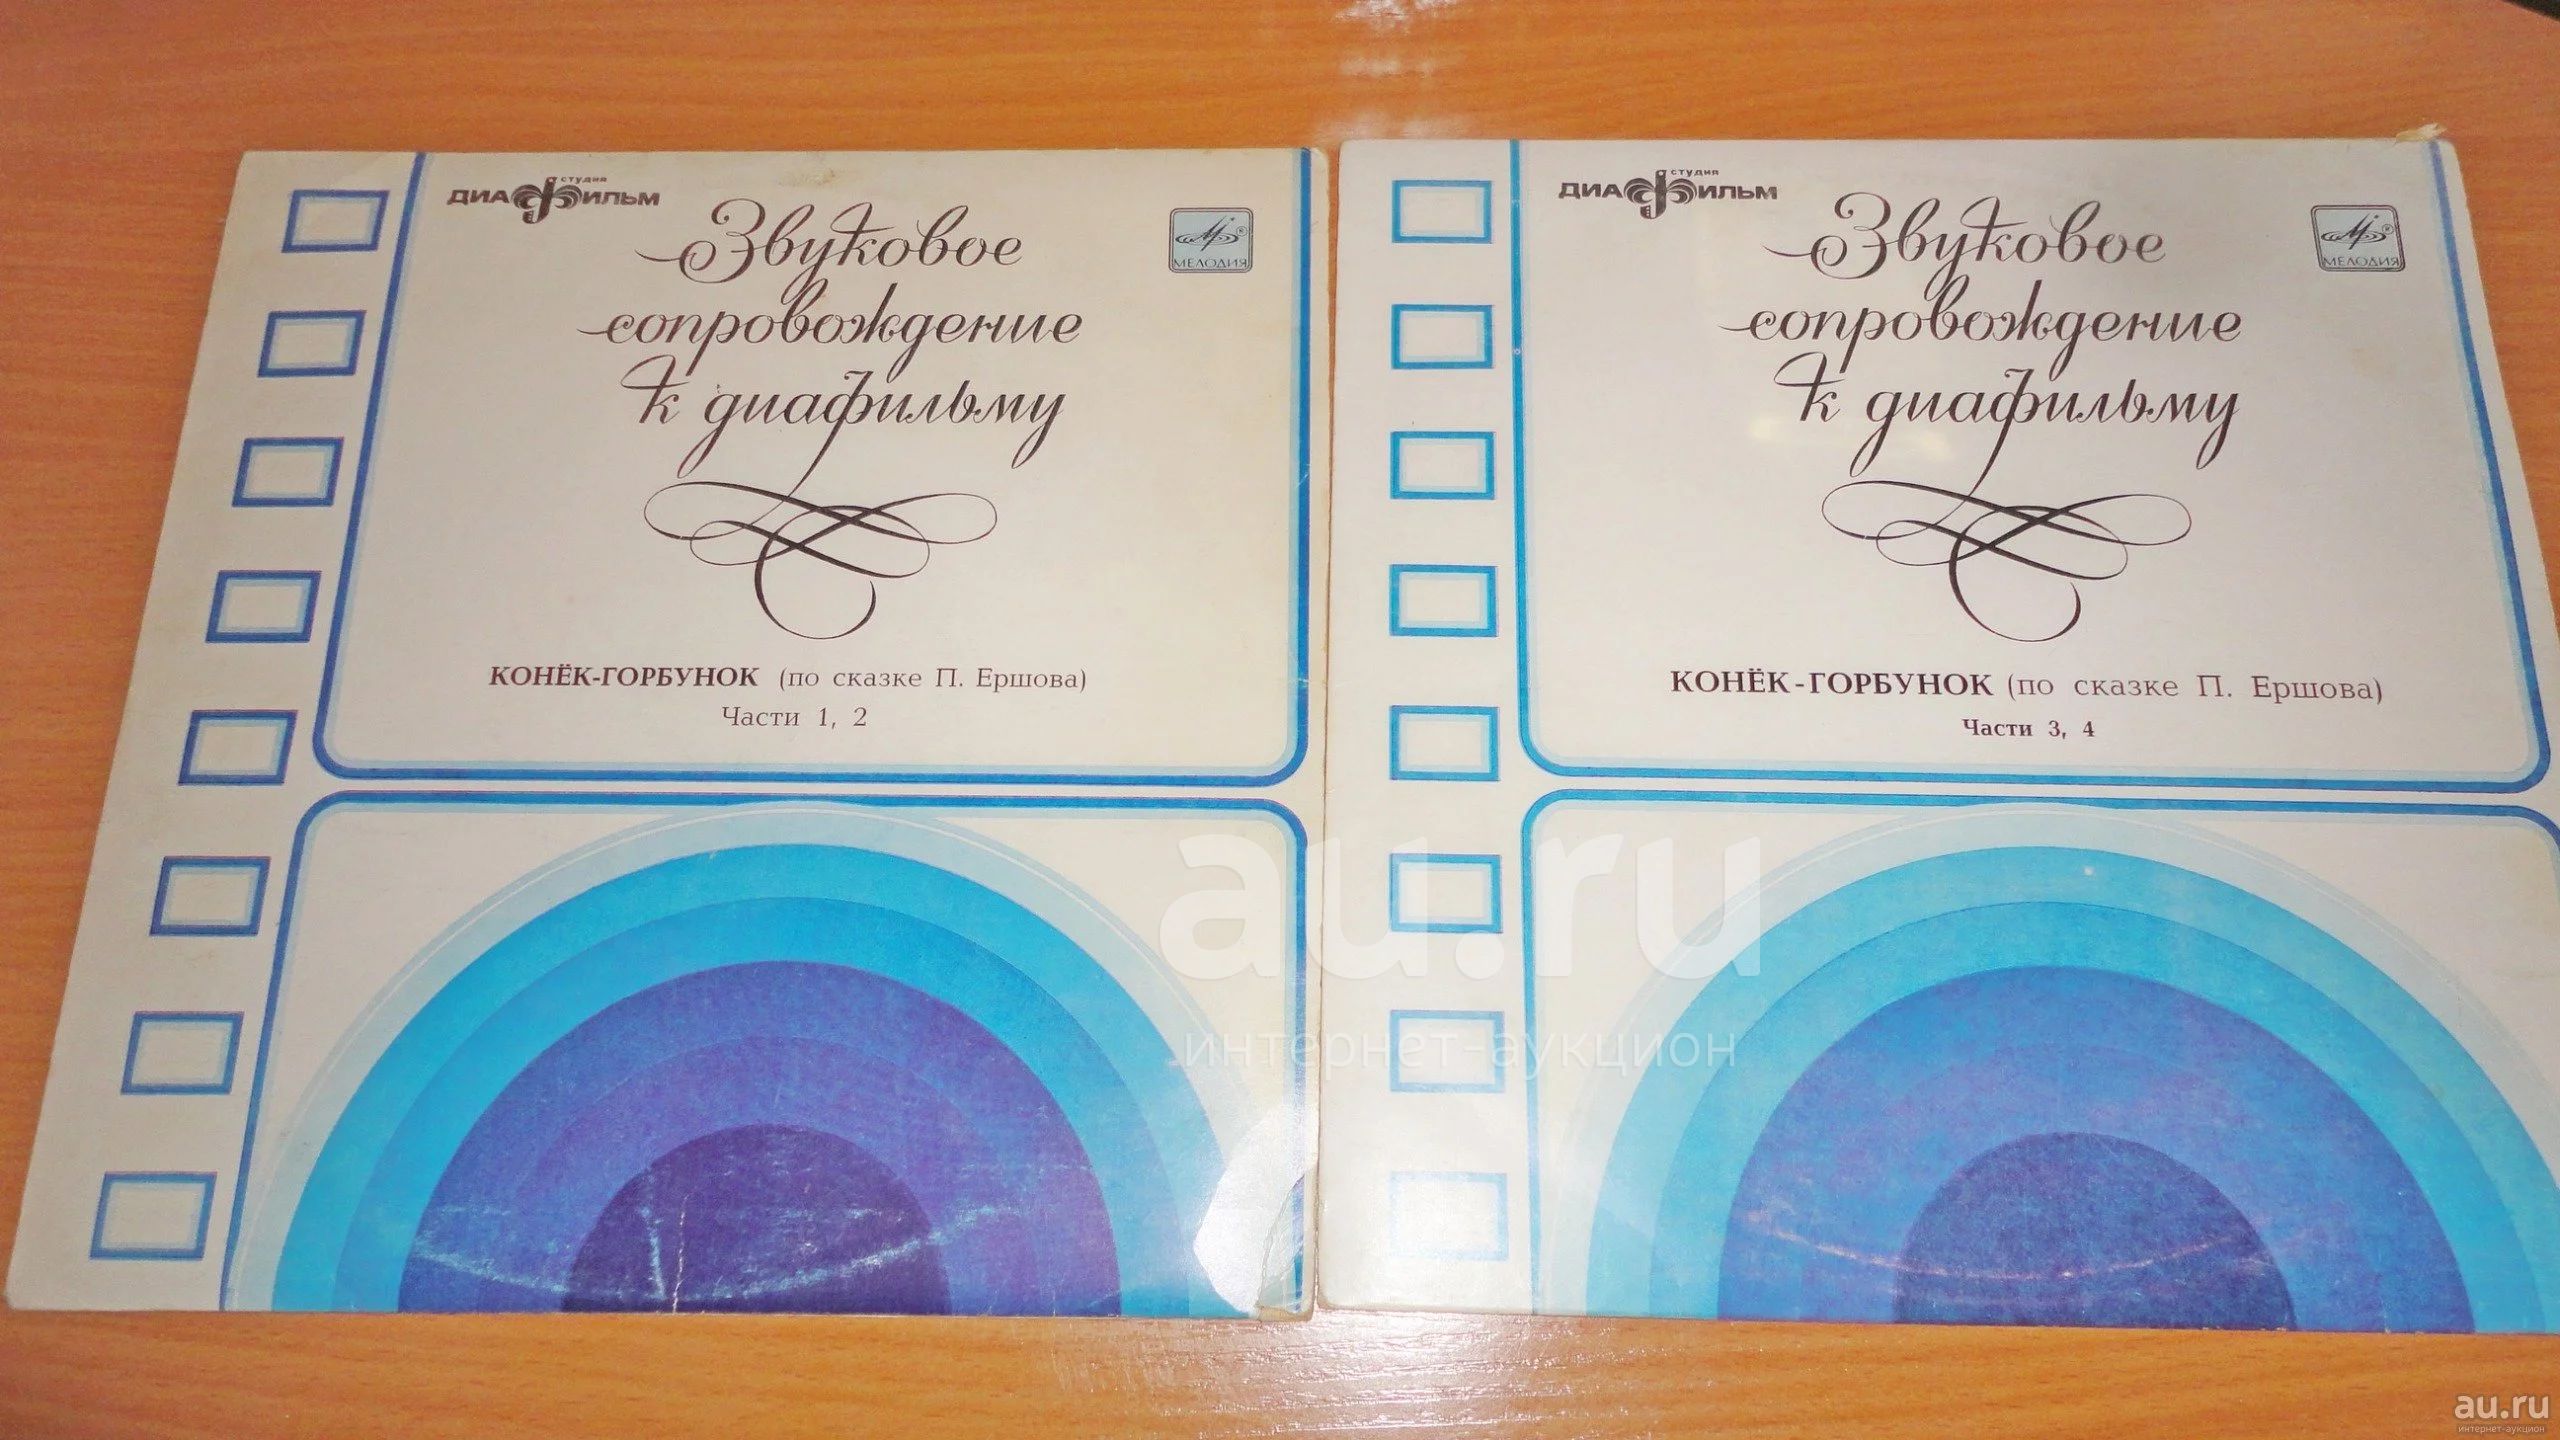 студия
ДИАФИЛЬМ
Звуковое
сопровождение
к диафильму
МЕЛОДИЯ
КОНЁК-ГОРБУНОК (по сказке П. Ершова)
Части 1, 2
студия
ДИАФИЛЬМ
Звуковое
сопровождение
к диафильму
МЕЛОДИЯ
КОНЁК-ГОРБУНОК (по сказке П. Ершова)
Части 3, 4
au.ru
интернет-аукцион
au.ru
интернет-аукцион